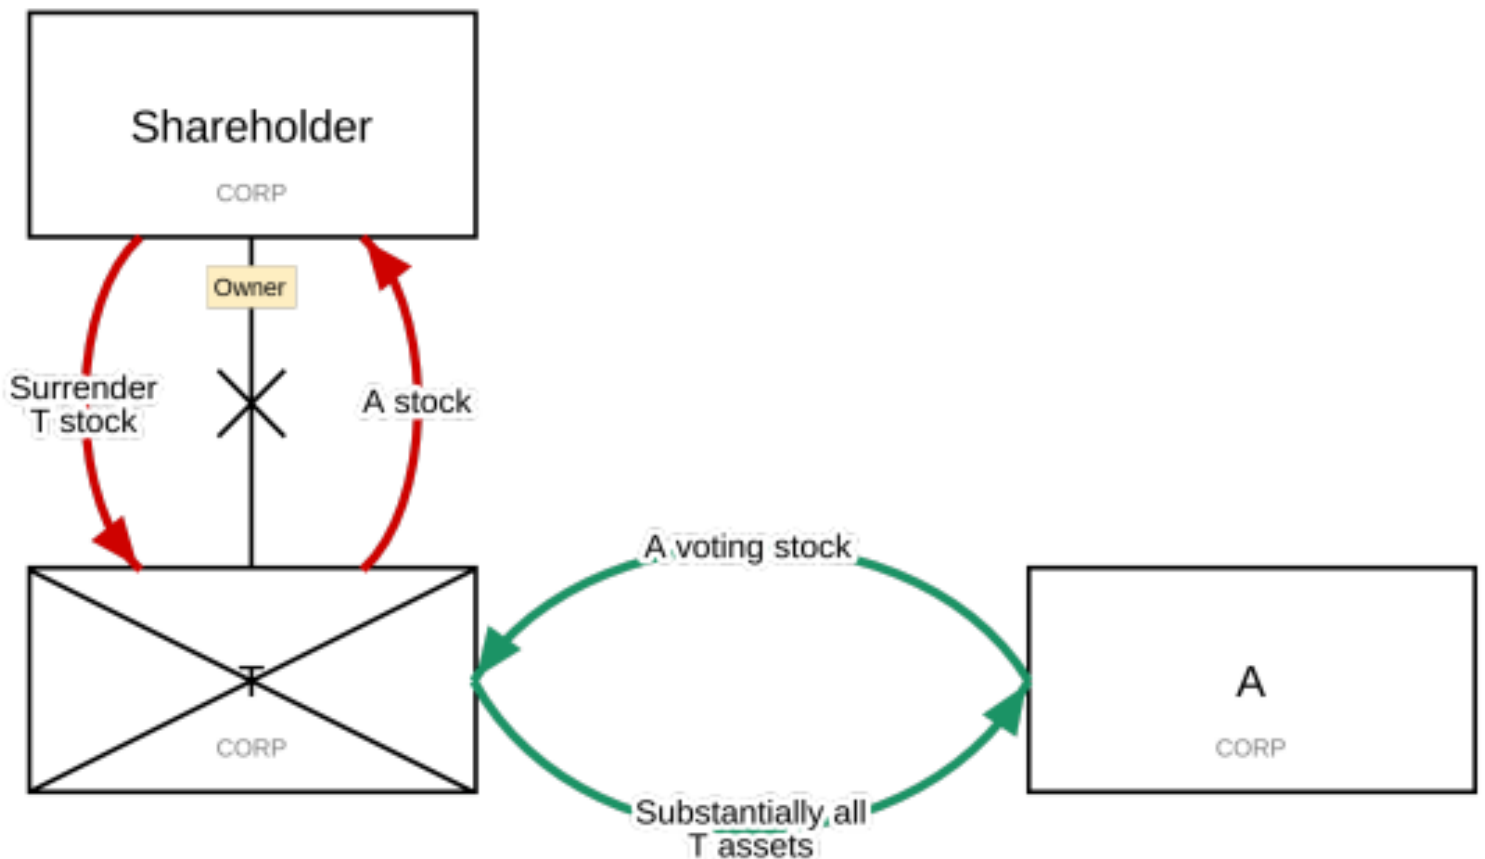 Shareholder
CORP
Owner
Surrender
T stock
A stock
A voting stock
T
CORP
A
CORP
Substantially all
T assets